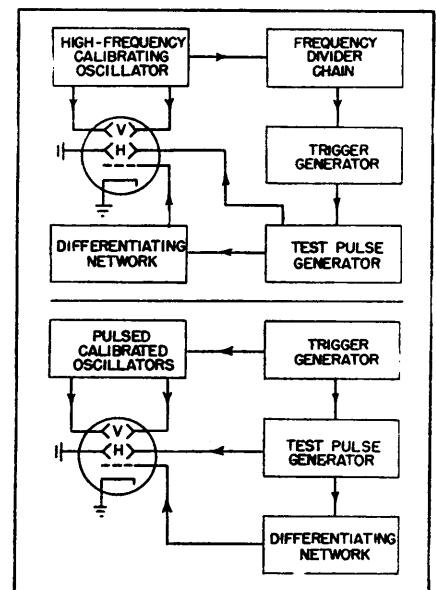 HIGH-FREQUENCY
CALIBRATING
OSCILLATOR
FREQUENCY
DIVIDER
CHAIN
V
H
TRIGGER
GENERATOR
DIFFERENTIATING
NETWORK
TEST PULSE
GENERATOR
PULSED
CALIBRATED
OSCILLATORS
TRIGGER
GENERATOR
V
H
TEST PULSE
GENERATOR
DIFFERENTIATING
NETWORK